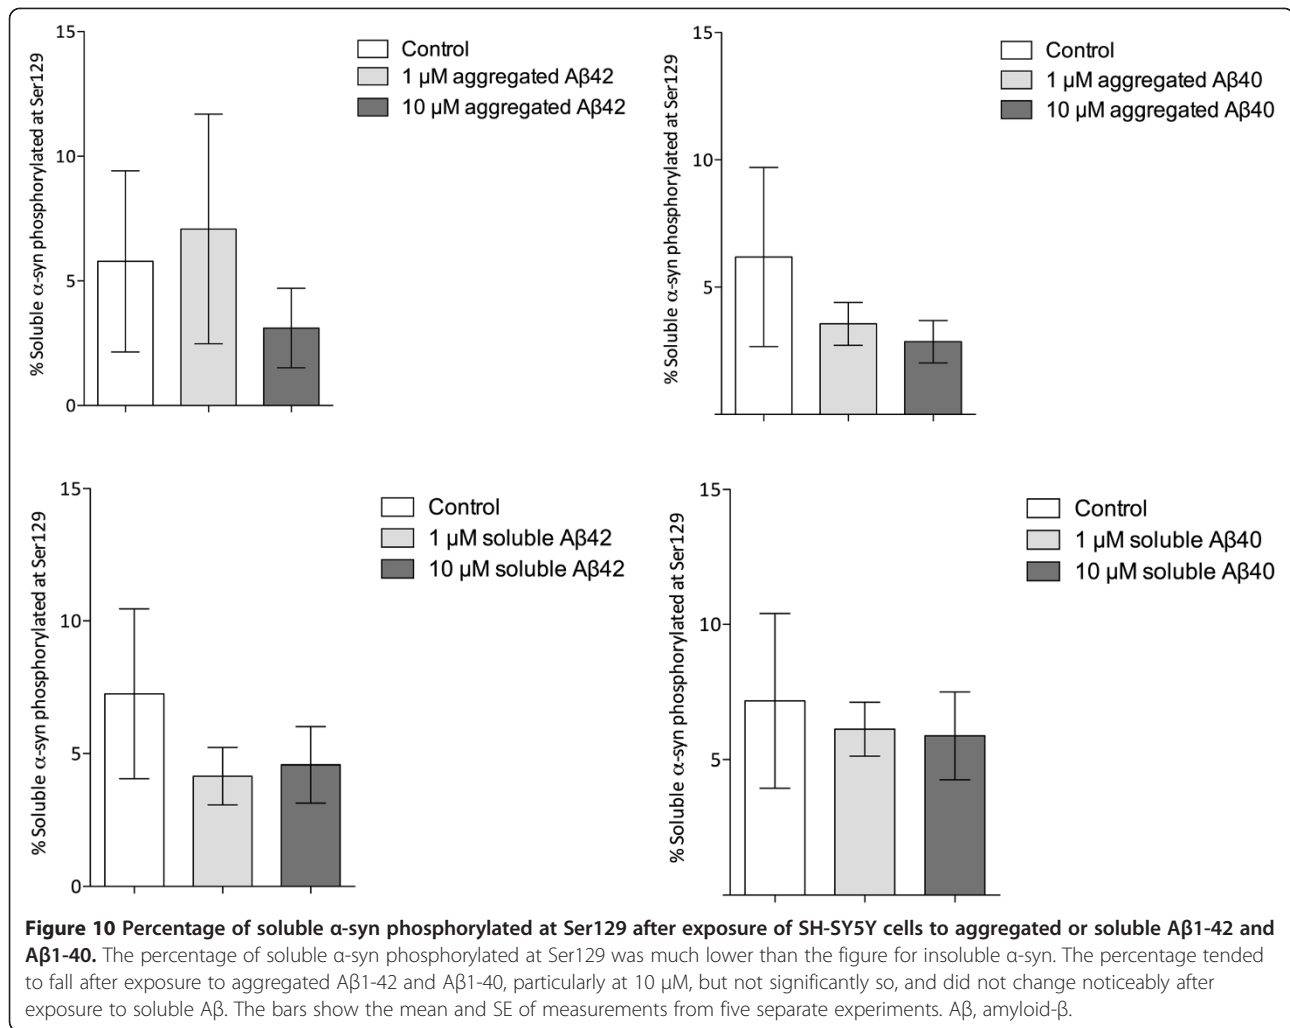 % Soluble α-syn phosphorylated at Ser129
15
10
5
0
Control
1 µM aggregated Aβ42
10 µM aggregated Aβ42
% Soluble α-syn phosphorylated at Ser129
15
10
5
Control
1 µM aggregated Aβ40
10 µM aggregated Aβ40
% Soluble α-syn phosphorylated at Ser129
15
10
5
0
Control
1 µM soluble Aβ42
10 µM soluble Aβ42
% Soluble α-syn phosphorylated at Ser129
15
10
5
Control
1 µM soluble Aβ40
10 µM soluble Aβ40
Figure 10 Percentage of soluble α-syn phosphorylated at Ser129 after exposure of SH-SY5Y cells to aggregated or soluble Aβ1-42 and
Aβ1-40. The percentage of soluble α-syn phosphorylated at Ser129 was much lower than the figure for insoluble α-syn. The percentage tended
to fall after exposure to aggregated Aβ1-42 and Aβ1-40, particularly at 10 μM, but not significantly so, and did not change noticeably after
exposure to soluble Aβ. The bars show the mean and SE of measurements from five separate experiments. Aβ, amyloid-β.